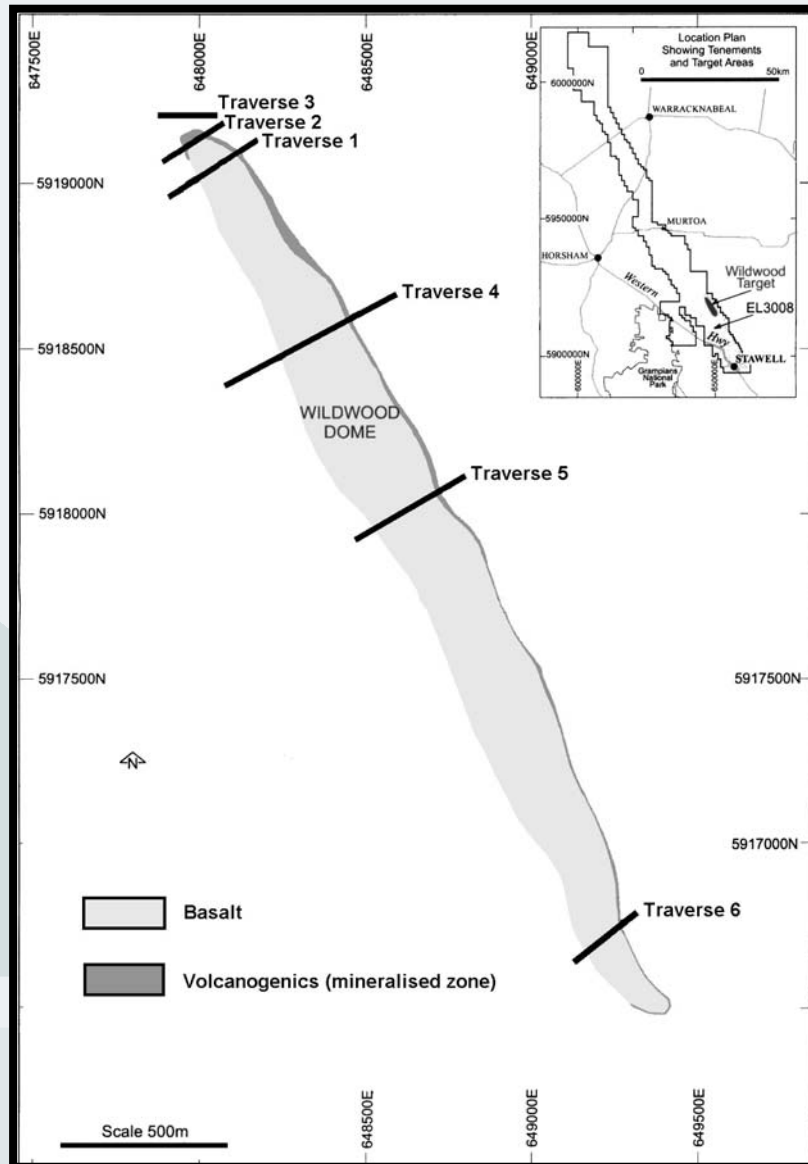 647500E
648000E
648500E
649000E
Traverse 3
Traverse 2
Traverse 1
5919000N
Traverse 4
5918500N
WILDWOOD
DOME
Traverse 5
5918000N
5917500N
5917500N
N
5917000N
Traverse 6
Basalt
Volcanogenics (mineralised zone)
Scale 500m
648500E
649000E
649500E
Location Plan
Showing Tenements
and Target Areas
0
50km
6000000N
WARRACKNABEAL
5950000N
MURTOA
HORSHAM
Wildwood
Target
Western
Hwy
EL3008
5900000N
STAWELL
Grampians
National
Park
600000E